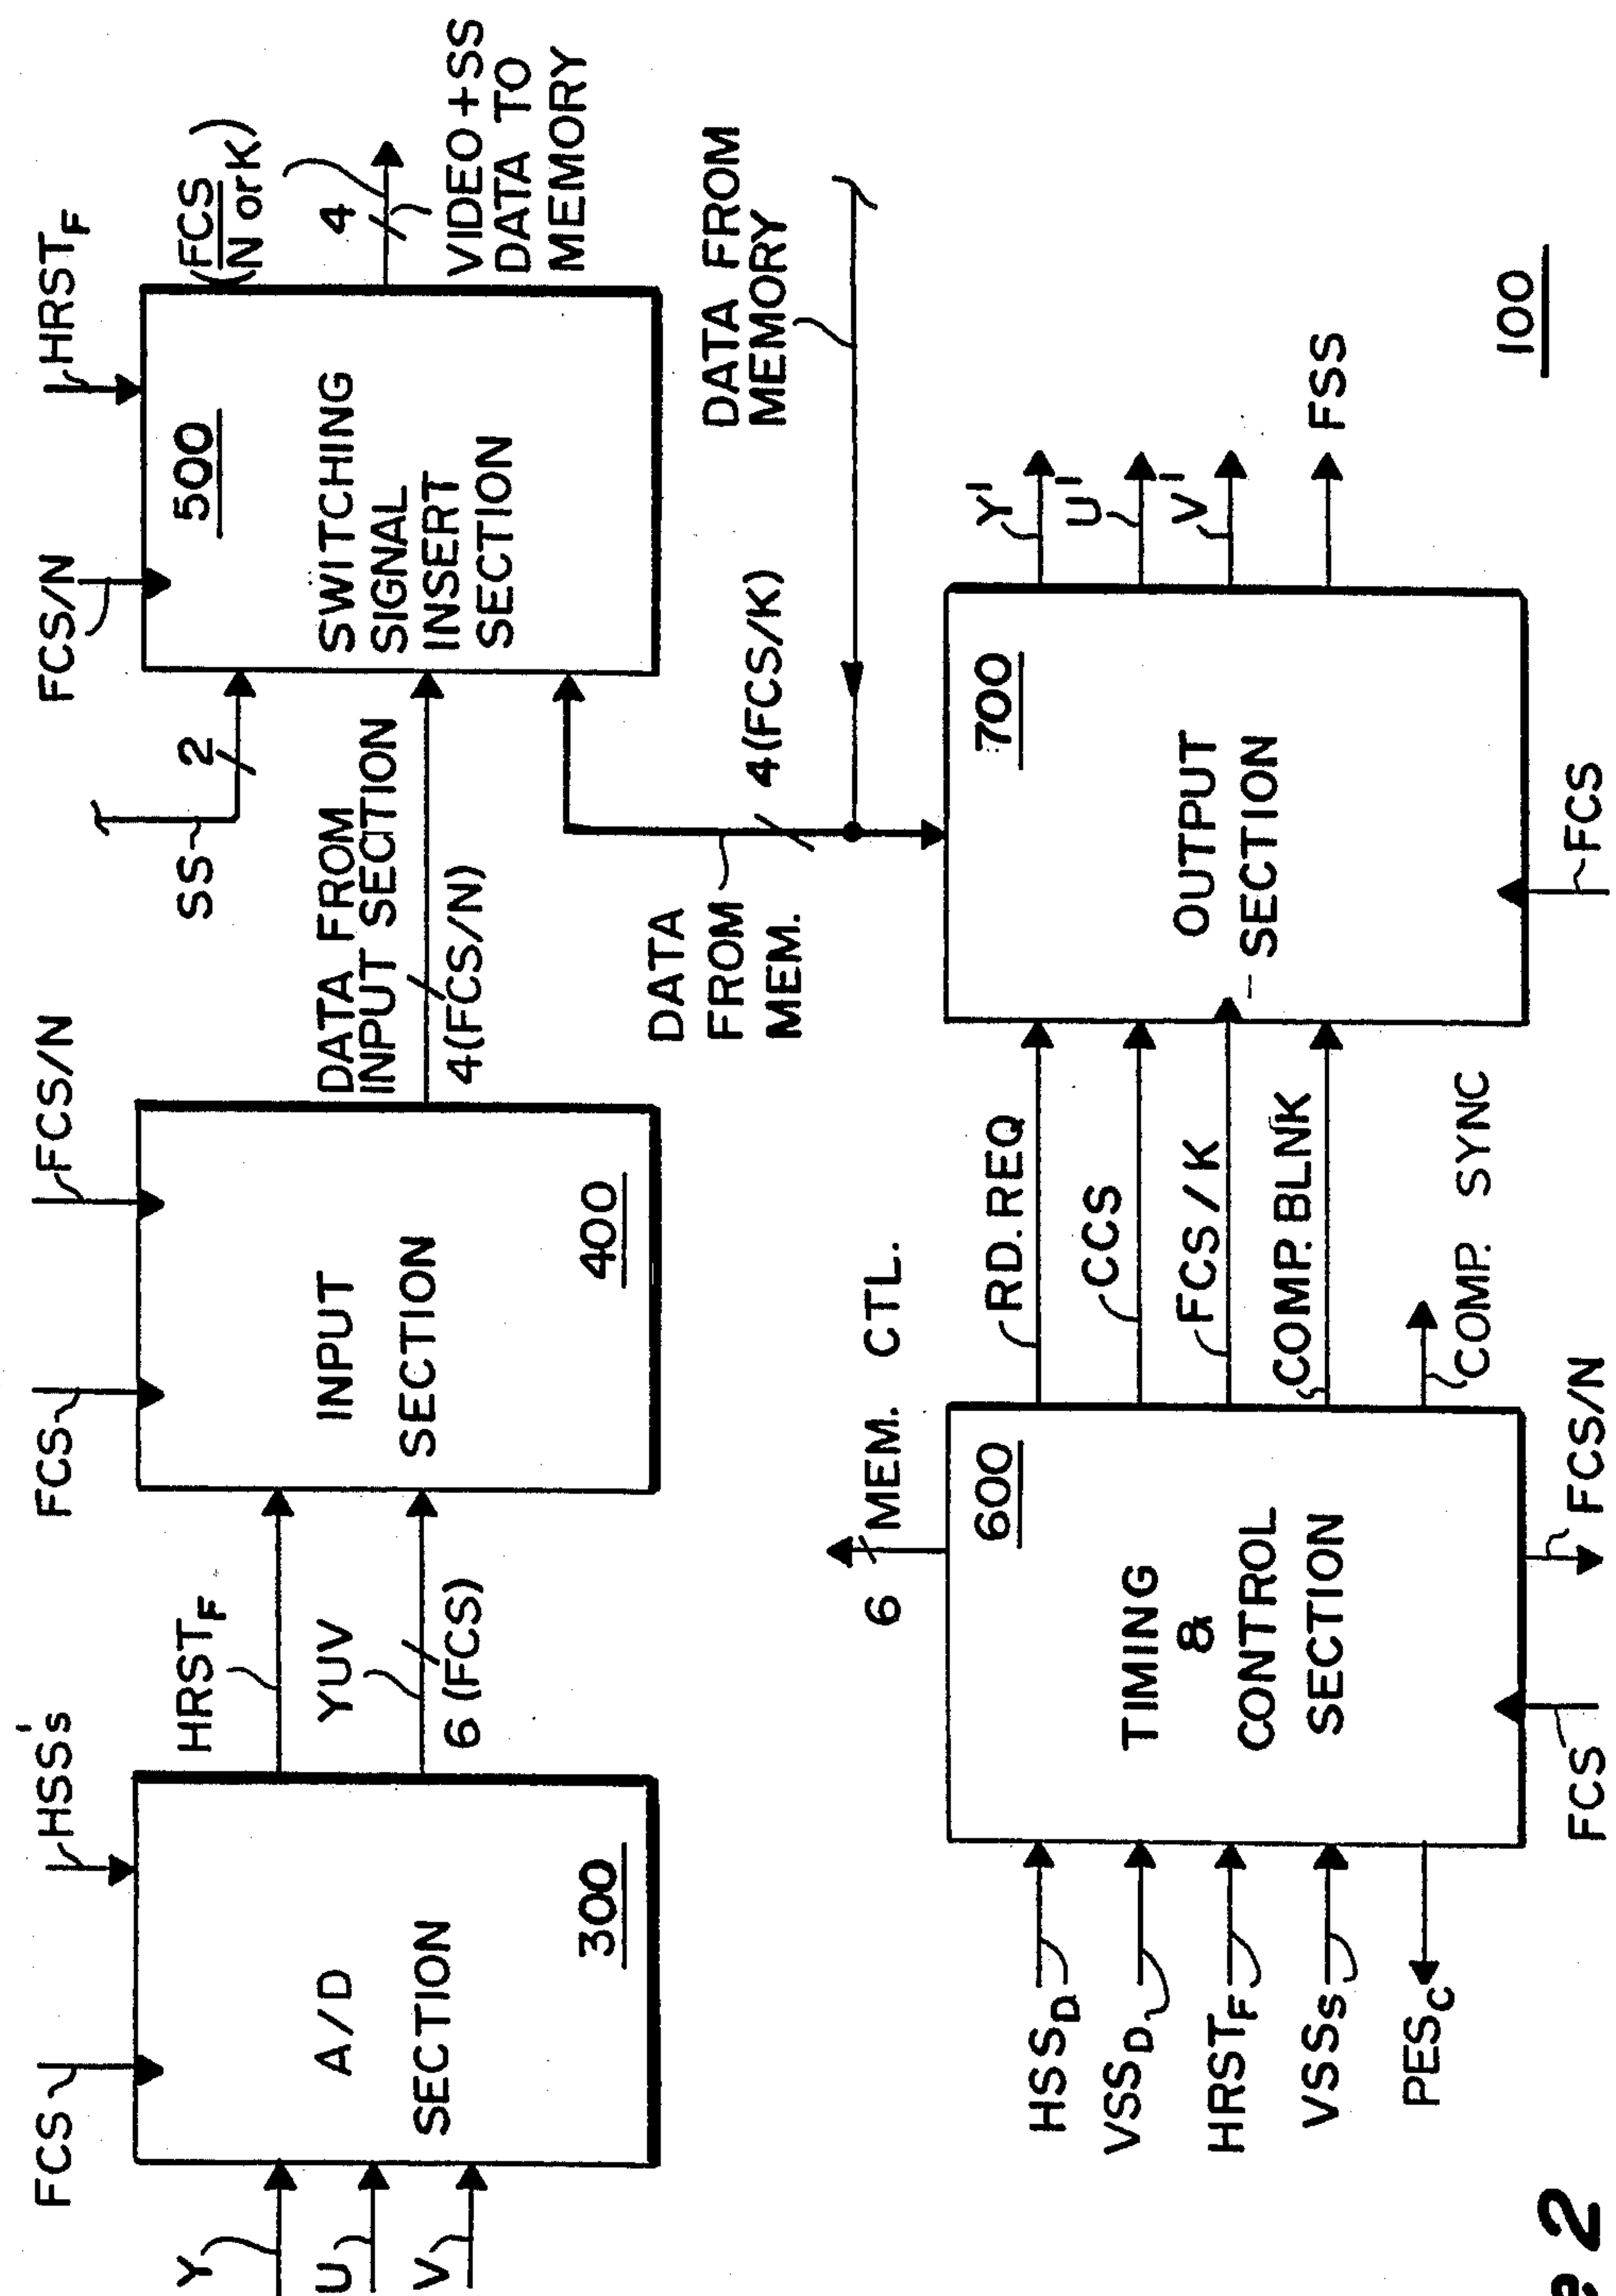 FCS
HSS's
Y
U
V
A/D
SECTION
300
HRSTF
YUV
6 (FCS)
FCS
FCS/N
INPUT
SECTION
400
DATA FROM
INPUT SECTION
4(FCS/N)
SS
2
FCS/N
HRSTF
500
SWITCHING
SIGNAL
INSERT
SECTION
(FCS
N or K)
4
VIDEO+SS
DATA TO
MEMORY
DATA FROM
MEMORY
DATA
FROM
MEM.
4(FCS/K)
HSSD
VSSD
HRSTF
VSSS
PESC
6
MEM. CTL.
600
TIMING
&
CONTROL
SECTION
FCS
FCS/N
RD. REQ
CCS
FCS/K
COMP. BLNK
COMP. SYNC
700
OUTPUT
SECTION
FCS
Y'
U'
V'
FSS
100
2